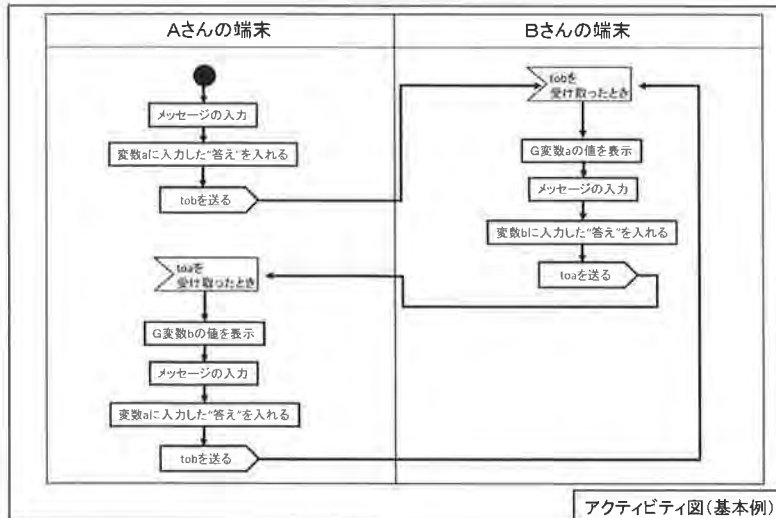 Aさんの端末
Bさんの端末
メッセージの入力
変数aに入力した“答え”を入れる
tobを送る
toaを
受け取ったとき
G変数bの値を表示
メッセージの入力
変数aに入力した“答え”を入れる
tobを送る
tobを
受け取ったとき
G変数aの値を表示
メッセージの入力
変数bに入力した“答え”を入れる
toaを送る
アクティビティ図(基本例)